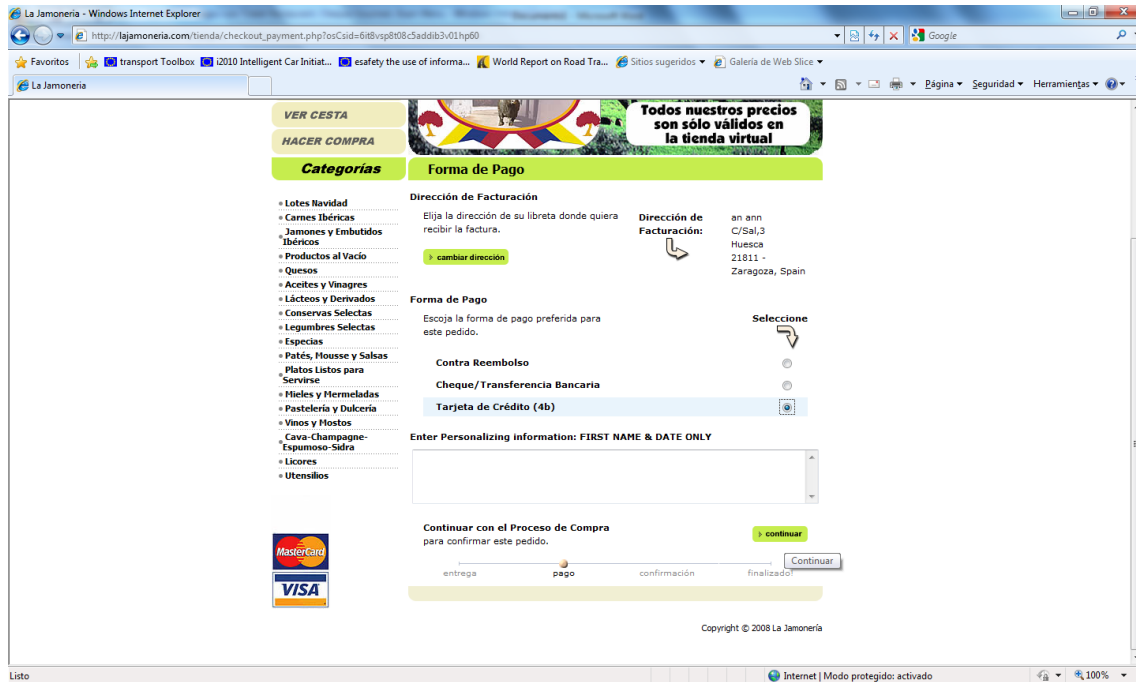 La Jamoneria - Windows Internet Explorer
http://lajamoneria.com/tienda/checkout_payment.php?osCsid=6it8vsp8t08c5addib3v01hp60
Google
Favoritos transport Toolbox i2010 Intelligent Car Initiat... esafety the use of informa... World Report on Road Tra... Sitios sugeridos Galería de Web Slice
La Jamoneria
Página Seguridad Herramientas
VER CESTA
HACER COMPRA
Todos nuestros precios
son sólo válidos en
la tienda virtual
Categorías
Lotes Navidad
Carnes Ibéricas
Jamones y Embutidos
Ibéricos
Productos al Vacío
Quesos
Aceites y Vinagres
Lácteos y Derivados
Conservas Selectas
Legumbres Selectas
Especias
Patés, Mousse y Salsas
Platos Listos para
Servirse
Mieles y Mermeladas
Pastelería y Dulcería
Vinos y Mostos
Cava-Champagne-
Espumoso-Sidra
Licores
Utensilios
MasterCard
VISA
Forma de Pago
Dirección de Facturación
Elija la dirección de su libreta donde quiera
recibir la factura.
cambiar dirección
Dirección de
Facturación:
an ann
C/Sal,3
Huesca
21811 -
Zaragoza, Spain
Forma de Pago
Escoja la forma de pago preferida para
este pedido.
Seleccione
Contra Reembolso
Cheque/Transferencia Bancaria
Tarjeta de Crédito (4b)
Enter Personalizing information: FIRST NAME & DATE ONLY
Continuar con el Proceso de Compra
para confirmar este pedido.
continuar
Continuar
entrega pago confirmación finalizado!
Copyright © 2008 La Jamonería
Listo
Internet | Modo protegido: activado
100%